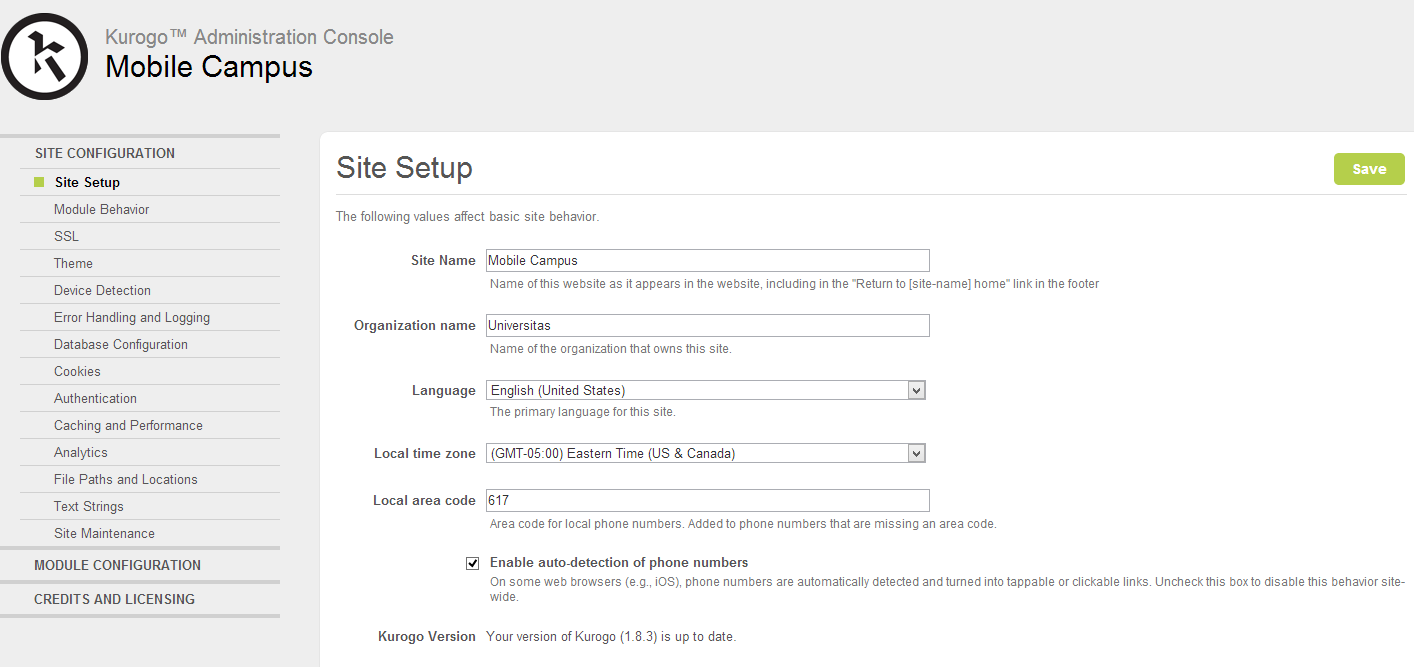 Kurogo™ Administration Console
Mobile Campus
SITE CONFIGURATION
Site Setup
Module Behavior
SSL
Theme
Device Detection
Error Handling and Logging
Database Configuration
Cookies
Authentication
Caching and Performance
Analytics
File Paths and Locations
Text Strings
Site Maintenance
MODULE CONFIGURATION
CREDITS AND LICENSING
Site Setup
Save
The following values affect basic site behavior.
Site Name Mobile Campus
Name of this website as it appears in the website, including in the "Return to [site-name] home" link in the footer
Organization name Universitas
Name of the organization that owns this site.
Language English (United States)
The primary language for this site.
Local time zone (GMT-05:00) Eastern Time (US & Canada)
Local area code 617
Area code for local phone numbers. Added to phone numbers that are missing an area code.
Enable auto-detection of phone numbers
On some web browsers (e.g., iOS), phone numbers are automatically detected and turned into tappable or clickable links. Uncheck this box to disable this behavior site-
wide.
Kurogo Version Your version of Kurogo (1.8.3) is up to date.